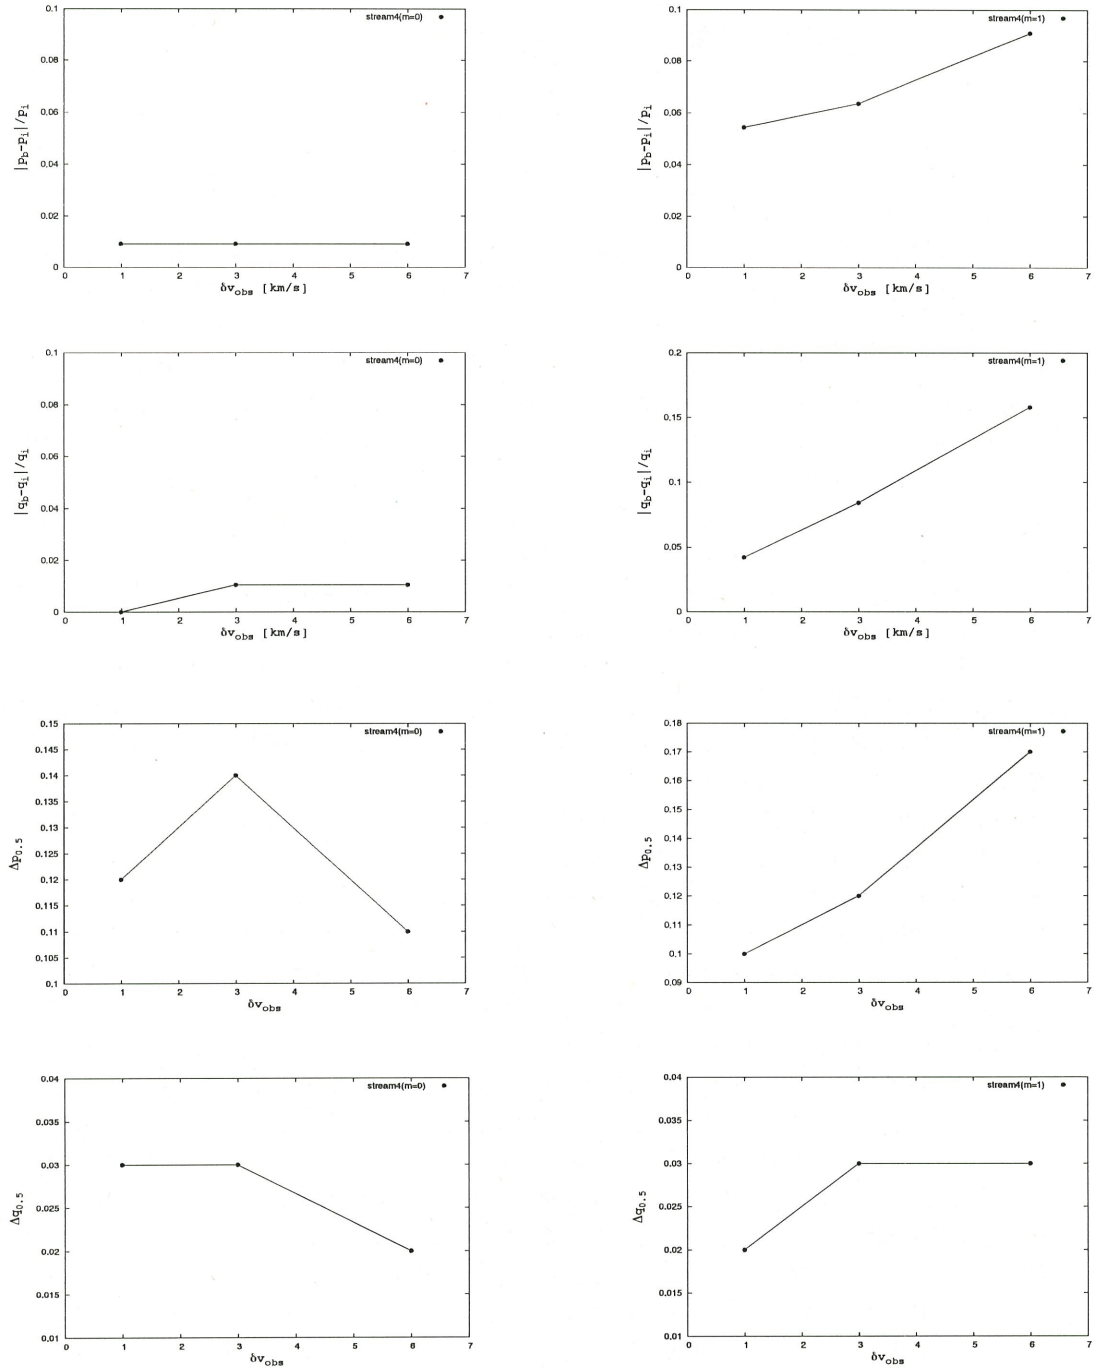 0.1
stream4(m=0)
0.08
0.06
0.04
0.02
0
|p_b-p_i|/p_i
0 1 2 3 4 5 6 7
δv_obs [km/s]
0.1
stream4(m=1)
0.08
0.06
0.04
0.02
0
|p_b-p_i|/p_i
0 1 2 3 4 5 6 7
δv_obs [km/s]
0.1
stream4(m=0)
0.08
0.06
0.04
0.02
0
|q_b-q_i|/q_i
0 1 2 3 4 5 6 7
δv_obs [km/s]
0.2
stream4(m=1)
0.15
0.1
0.05
0
|q_b-q_i|/q_i
0 1 2 3 4 5 6 7
δv_obs [km/s]
0.15
stream4(m=0)
0.145
0.14
0.135
0.13
0.125
0.12
0.115
0.11
0.105
0.1
Δp_0.5
0 1 2 3 4 5 6 7
δv_obs
0.18
stream4(m=1)
0.17
0.16
0.15
0.14
0.13
0.12
0.11
0.1
0.09
Δp_0.5
0 1 2 3 4 5 6 7
δv_obs
0.04
stream4(m=0)
0.035
0.03
0.025
0.02
0.015
0.01
Δq_0.5
0 1 2 3 4 5 6 7
δv_obs
0.04
stream4(m=1)
0.035
0.03
0.025
0.02
0.015
0.01
Δq_0.5
0 1 2 3 4 5 6 7
δv_obs